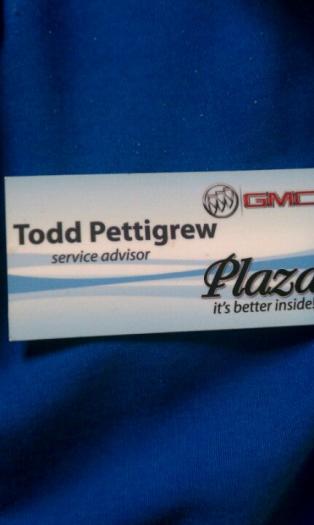 GMC
Todd Pettigrew
service advisor
Plaza
it's better inside!